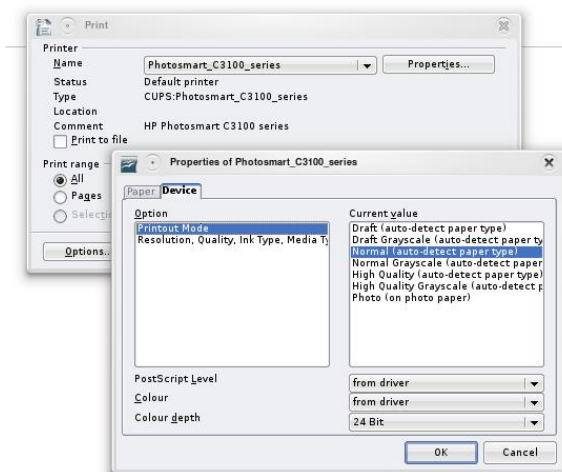 Print
Printer
Name Photosmart_C3100_series Properties...
Status Default printer
Type CUPS:Photosmart_C3100_series
Location
Comment HP Photosmart C3100 series
Print to file
Print range
All
Pages
Selectio
Options..
Properties of Photosmart_C3100_series
Paper Device
Option Current value
Printout Mode Draft (auto-detect paper type)
Resolution, Quality, Ink Type, Media Ty Draft Grayscale (auto-detect paper ty
Normal (auto-detect paper type)
Normal Grayscale (auto-detect paper
High Quality (auto-detect paper type)
High Quality Grayscale (auto-detect p
Photo (on photo paper)
PostScript Level from driver
Colour from driver
Colour depth 24 Bit
OK Cancel